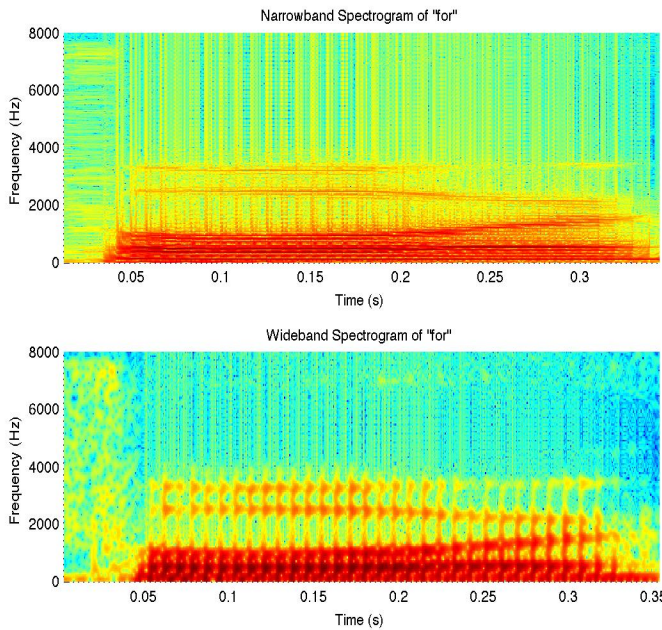 Narrowband Spectrogram of "for"
8000
6000
4000
2000
0
Frequency (Hz)
0.05 0.1 0.15 0.2 0.25 0.3
Time (s)
Wideband Spectrogram of "for"
8000
6000
4000
2000
0
Frequency (Hz)
0.05 0.1 0.15 0.2 0.25 0.3 0.35
Time (s)